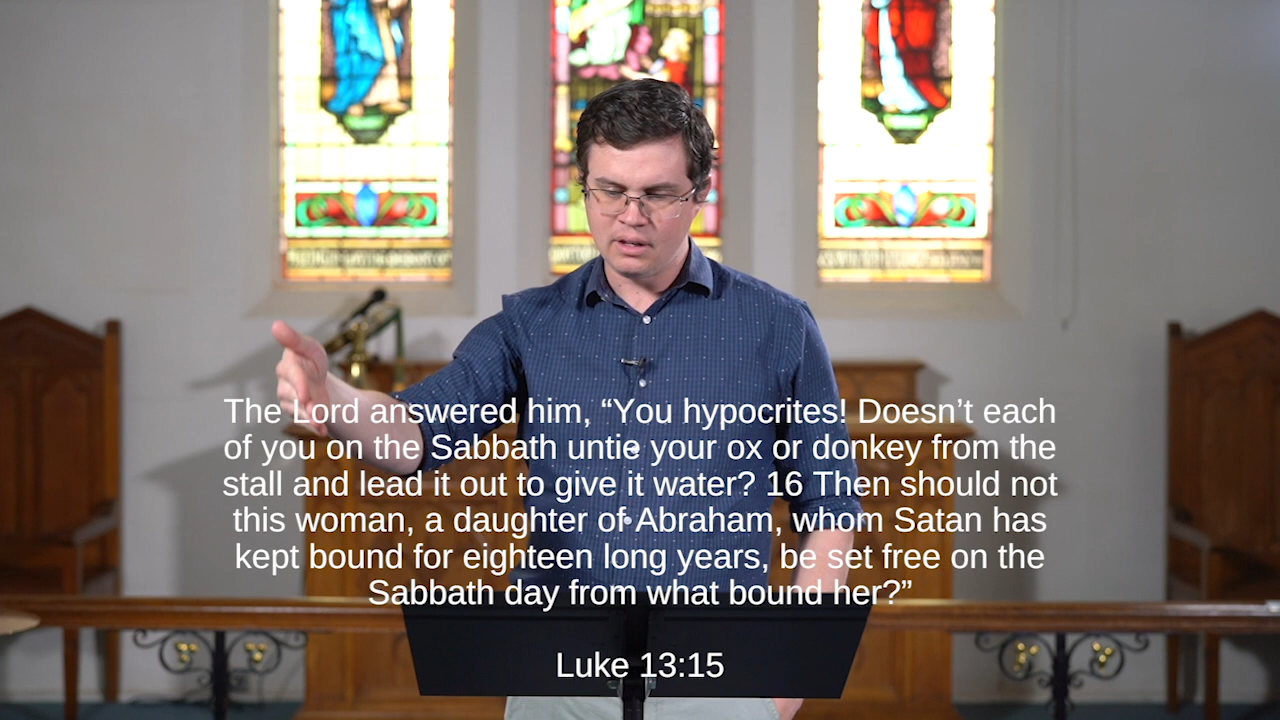 The Lord answered him, “You hypocrites! Doesn’t each
of you on the Sabbath untie your ox or donkey from the
stall and lead it out to give it water? 16 Then should not
this woman, a daughter of Abraham, whom Satan has
kept bound for eighteen long years, be set free on the
Sabbath day from what bound her?”
Luke 13:15